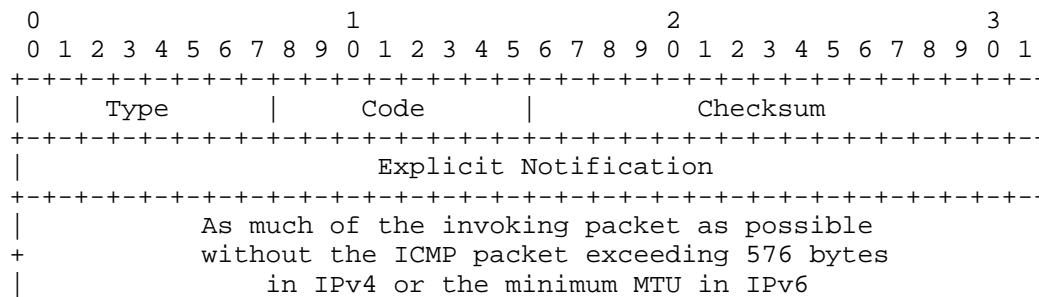 0                   1                   2                   3
 0 1 2 3 4 5 6 7 8 9 0 1 2 3 4 5 6 7 8 9 0 1 2 3 4 5 6 7 8 9 0 1
+-+-+-+-+-+-+-+-+-+-+-+-+-+-+-+-+-+-+-+-+-+-+-+-+-+-+-+-+-+-+-+-
|     Type      |     Code      |          Checksum
+-+-+-+-+-+-+-+-+-+-+-+-+-+-+-+-+-+-+-+-+-+-+-+-+-+-+-+-+-+-+-+-
|                      Explicit Notification
+-+-+-+-+-+-+-+-+-+-+-+-+-+-+-+-+-+-+-+-+-+-+-+-+-+-+-+-+-+-+-+-
|           As much of the invoking packet as possible
+           without the ICMP packet exceeding 576 bytes
|               in IPv4 or the minimum MTU in IPv6